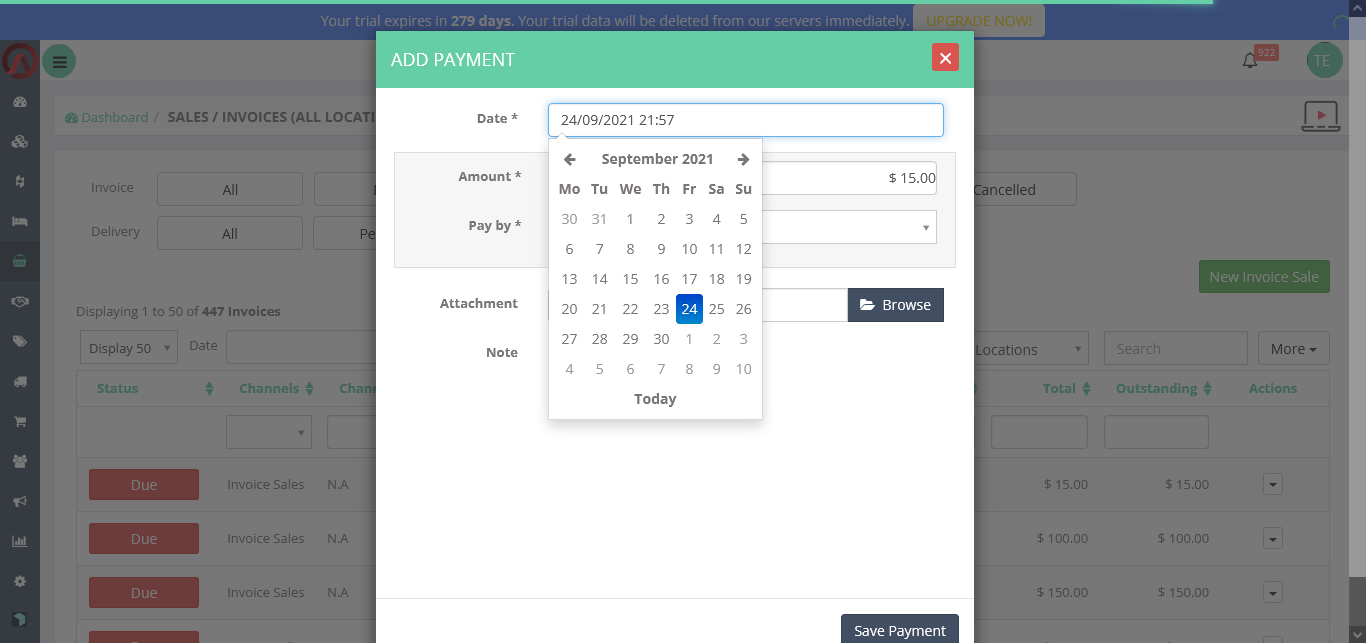 Your trial expires in 279 days. Your trial data will be deleted from our servers immediately. UPGRADE NOW!
ADD PAYMENT
922
TE
Dashboard / SALES / INVOICES (ALL LOCATI
Date *
24/09/2021 21:57
September 2021
Mo Tu We Th Fr Sa Su
30 31 1 2 3 4 5
6 7 8 9 10 11 12
13 14 15 16 17 18 19
20 21 22 23 24 25 26
27 28 29 30 1 2 3
4 5 6 7 8 9 10
Today
Amount *
$ 15.00
Pay by *
Attachment
Browse
Note
Save Payment
Invoice All Cancelled
Delivery All Pe
New Invoice Sale
Displaying 1 to 50 of 447 Invoices
Display 50 Date Locations Search More
Status Channels Chann Total Outstanding Actions
Due Invoice Sales N.A $ 15.00 $ 15.00
Due Invoice Sales N.A $ 100.00 $ 100.00
Due Invoice Sales N.A $ 150.00 $ 150.00